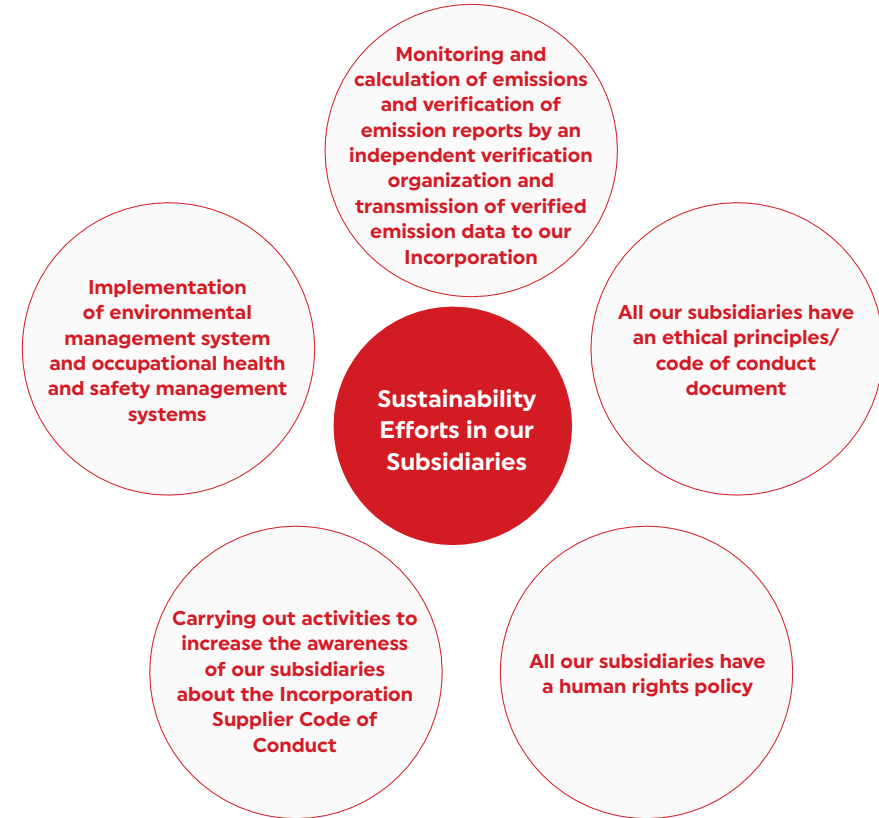 Monitoring and
calculation of emissions
and verification of
emission reports by an
independent verification
organization and
transmission of verified
emission data to our
Incorporation
Implementation
of environmental
management system
and occupational health
and safety management
systems
All our subsidiaries have
an ethical principles/
code of conduct
document
Sustainability
Efforts in our
Subsidiaries
Carrying out activities to
increase the awareness
of our subsidiaries
about the Incorporation
Supplier Code of
Conduct
All our subsidiaries have
a human rights policy